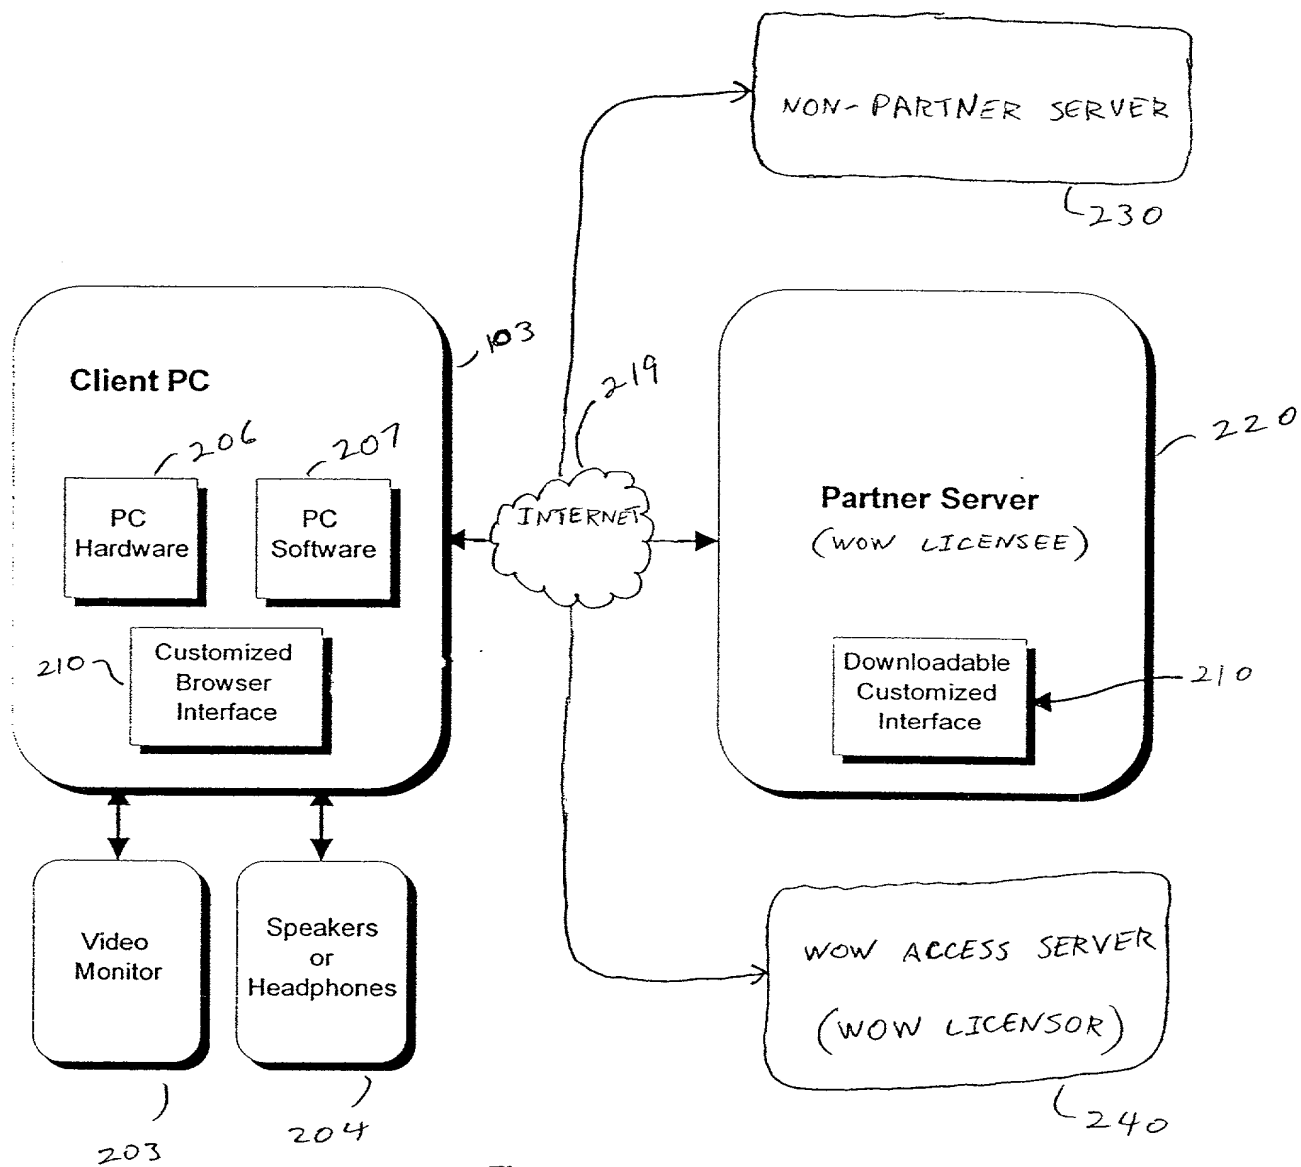 NON-PARTNER SERVER
230
103
Client PC
219
206
207
220
PC
Hardware
PC
Software
INTERNET
Partner Server
(WOW LICENSEE)
210
Customized
Browser
Interface
Downloadable
Customized
Interface
210
Video
Monitor
Speakers
or
Headphones
WOW ACCESS SERVER
(WOW LICENSOR)
203
204
240